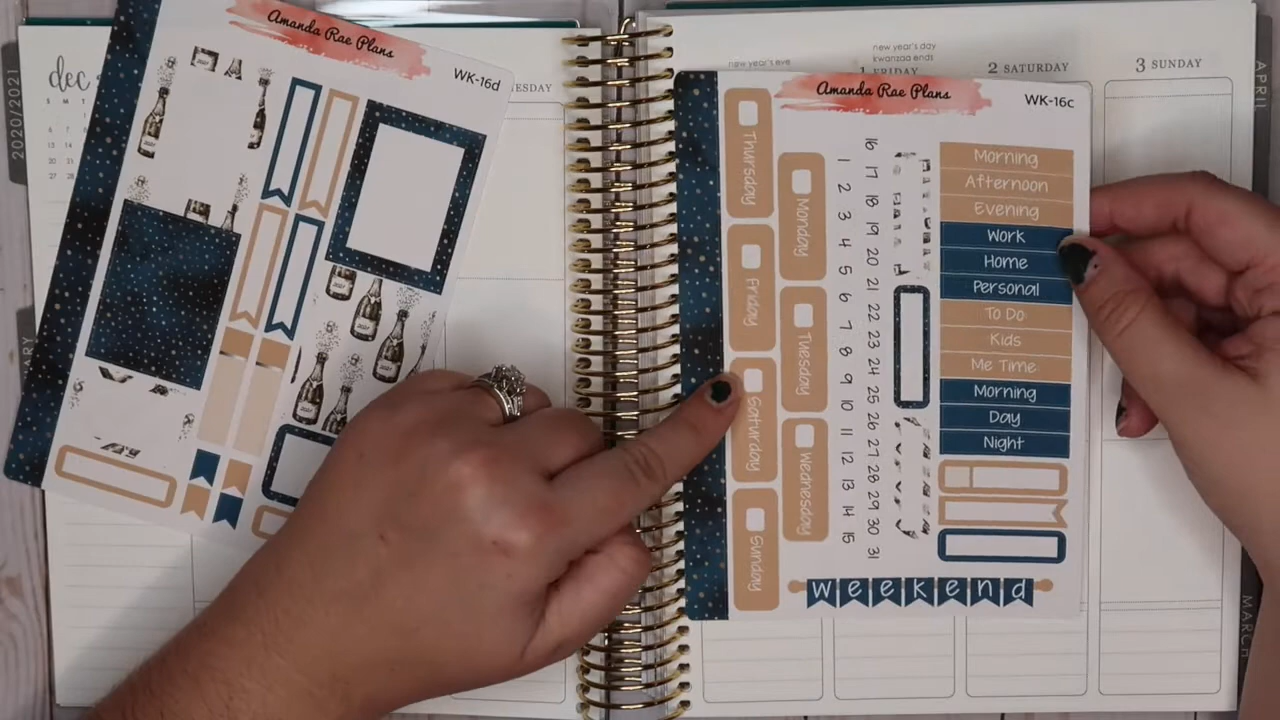 Amanda Rae Plans
WK-16d
dec
2020/2021
new year's eve
new year's day
kwanzaa ends
1 FRIDAY
2 SATURDAY
3 SUNDAY
APRIL
MARCH
Amanda Rae Plans
WK-16c
Thursday
Friday
Saturday
Sunday
Monday
Tuesday
Wednesday
1
2
3
4
5
6
7
8
9
10
11
12
13
14
15
16
17
18
19
20
21
22
23
24
25
26
27
28
29
30
31
Morning
Afternoon
Evening
Work
Home
Personal
To Do
Kids
Me Time
Morning
Day
Night
weekend